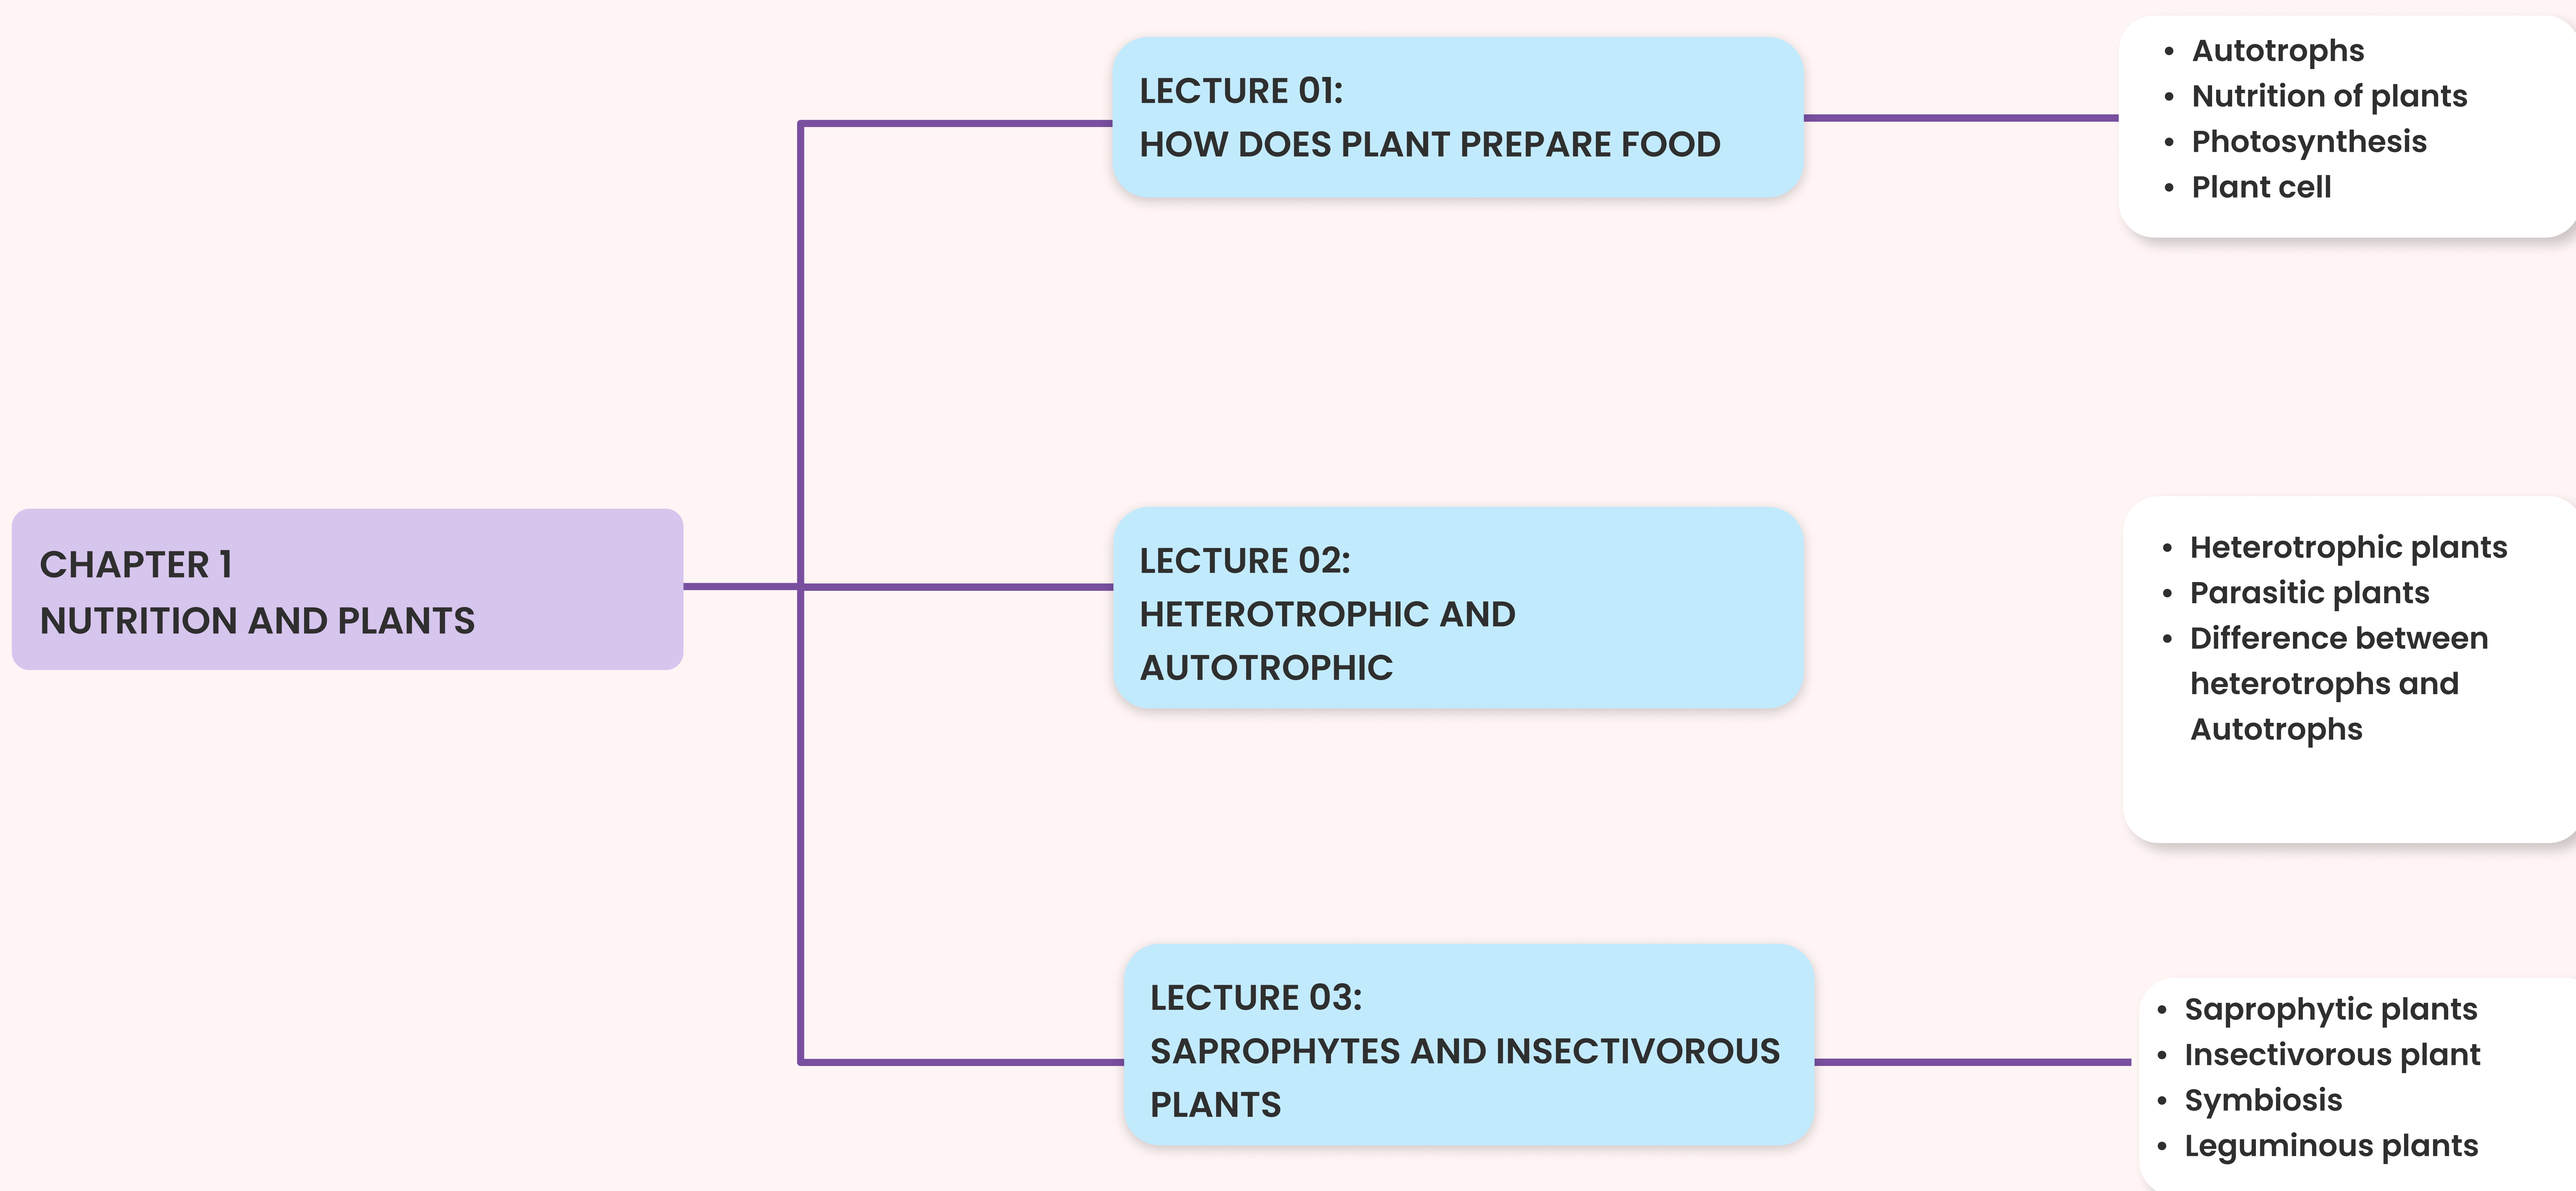 CHAPTER 1
NUTRITION AND PLANTS
LECTURE 01:
HOW DOES PLANT PREPARE FOOD
• Autotrophs
• Nutrition of plants
• Photosynthesis
• Plant cell
LECTURE 02:
HETEROTROPHIC AND
AUTOTROPHIC
• Heterotrophic plants
• Parasitic plants
• Difference between
heterotrophs and
Autotrophs
LECTURE 03:
SAPROPHYTES AND INSECTIVOROUS
PLANTS
• Saprophytic plants
• Insectivorous plant
• Symbiosis
• Leguminous plants